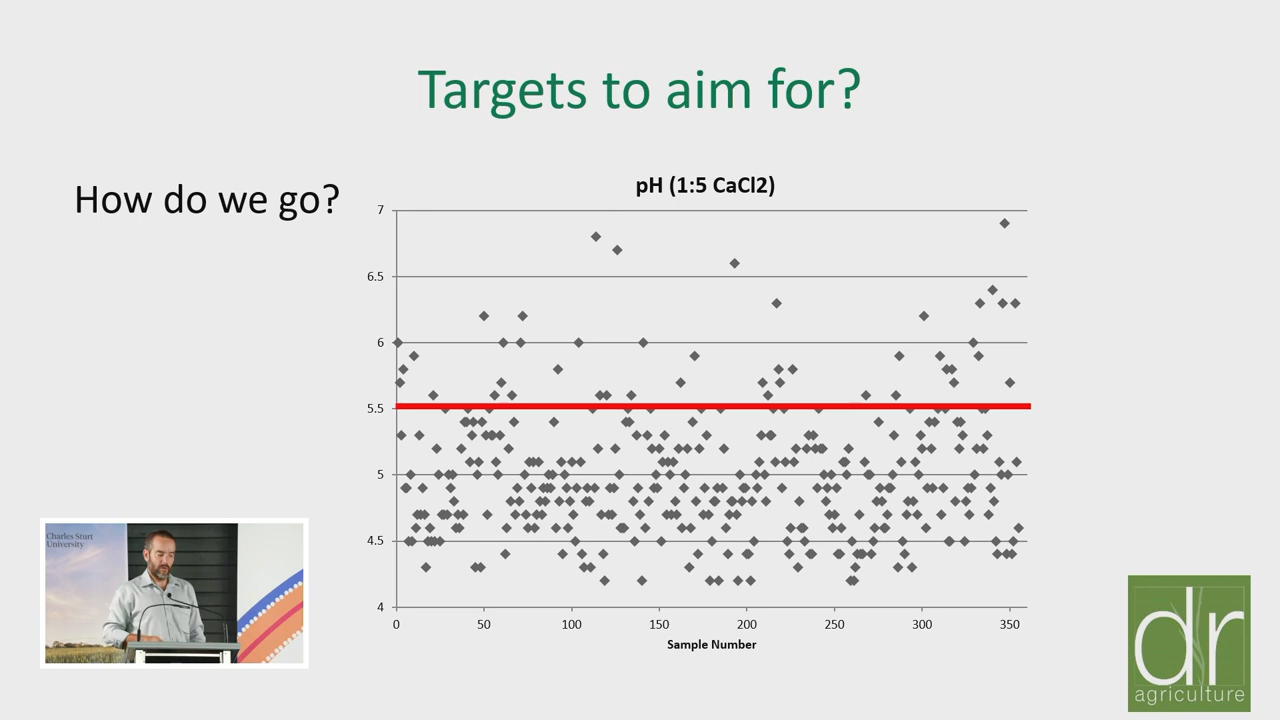 Targets to aim for?
How do we go?
pH (1:5 CaCl2)
7
6.5
6
5.5
5
4.5
4
0
50
100
150
200
250
300
350
Sample Number
Charles Sturt
University
dr
agriculture